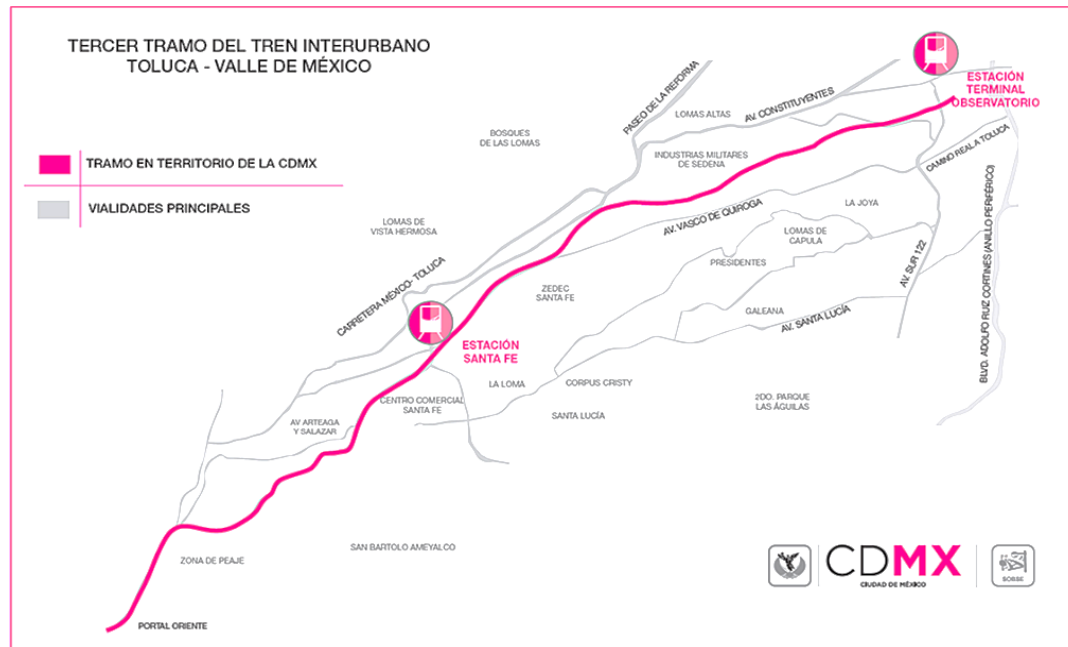 TERCER TRAMO DEL TREN INTERURBANO
TOLUCA - VALLE DE MÉXICO
TRAMO EN TERRITORIO DE LA CDMX
VIALIDADES PRINCIPALES
ESTACIÓN
TERMINAL
OBSERVATORIO
PASEO DE LA REFORMA
AV. CONSTITUYENTES
LOMAS ALTAS
BOSQUES
DE LAS LOMAS
INDUSTRIAS MILITARES
DE SEDENA
CAMINO REAL A TOLUCA
AV. VASCO DE QUIROGA
LA JOYA
LOMAS DE
VISTA HERMOSA
LOMAS DE
CAPULA
PRESIDENTES
CARRETERA MÉXICO- TOLUCA
ZEDEC
SANTA FE
AV. SUR 122
BLVD. ADOLFO RUIZ CORTINES (ANILLO PERIFÉRICO)
GALEANA
AV. SANTA LUCÍA
ESTACIÓN
SANTA FE
LA LOMA
CORPUS CRISTY
CENTRO COMERCIAL
SANTA FE
SANTA LUCÍA
2DO. PARQUE
LAS ÁGUILAS
AV ARTEAGA
Y SALAZAR
SAN BARTOLO AMEYALCO
ZONA DE PEAJE
PORTAL ORIENTE
CDMX
CIUDAD DE MÉXICO
SOBSE